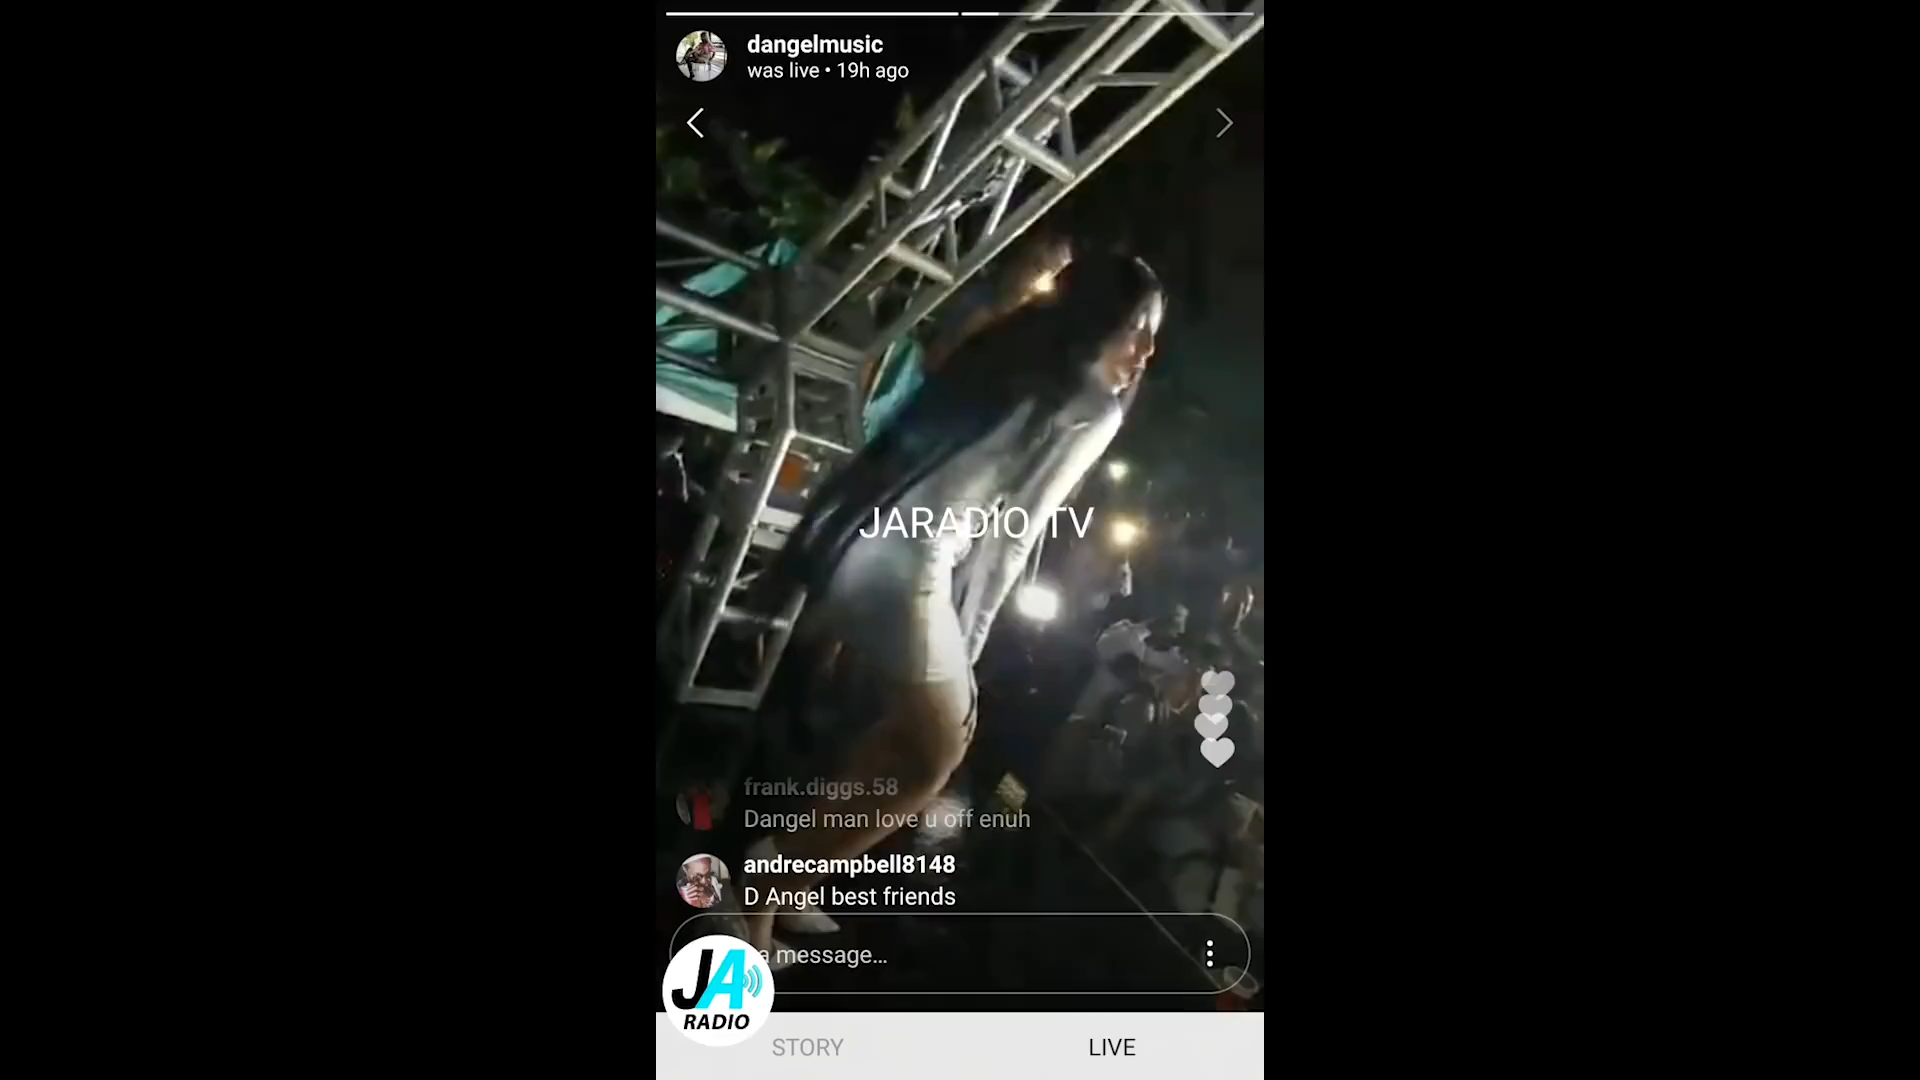 dangelmusic
was live • 19h ago
JARADIO TV
frank.diggs.58
Dangel man love u off enuh
andrecampbell8148
D Angel best friends
a message...
JA
RADIO
STORY
LIVE